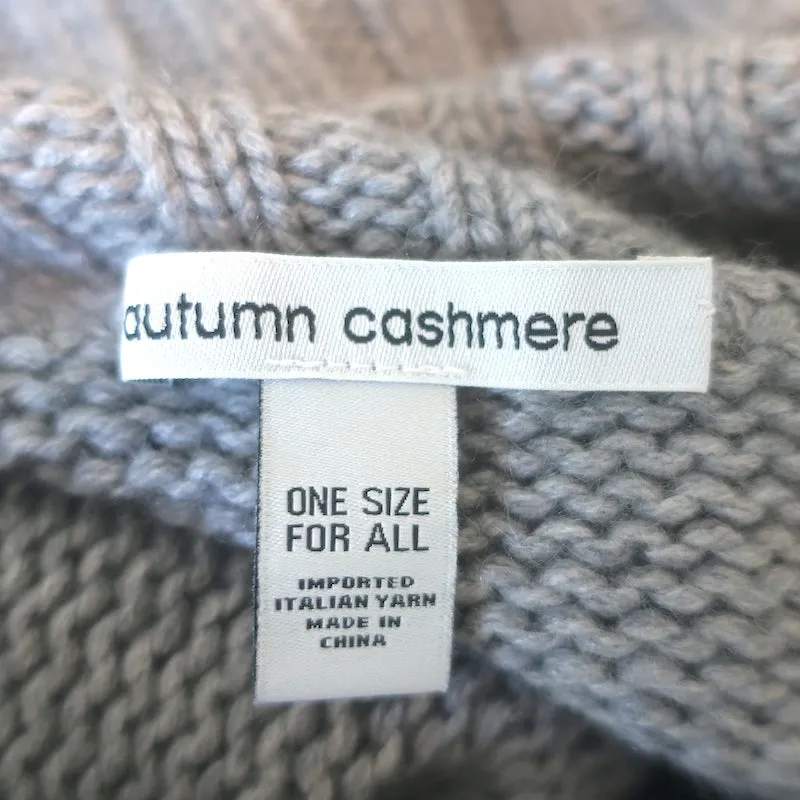 autumn cashmere
ONE SIZE
FOR ALL
IMPORTED
ITALIAN YARN
MADE IN
CHINA